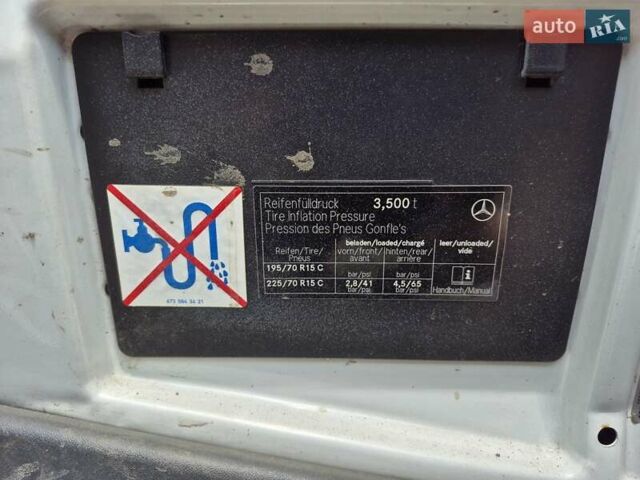 auto RIA .com
Reifenfülldruck 3,500 t
Tire Inflation Pressure
Pression des Pneus Gonfle's
Reifen/Tire/ Pneus beladen/loaded/chargé leer/unloaded/ vide
vorn/front/ avant hinten/rear/ arrière
195/70 R15 C bar/psi bar/psi
225/70 R15 C 2,8/41 4,5/65
bar/psi bar/psi Handbuch/Manual